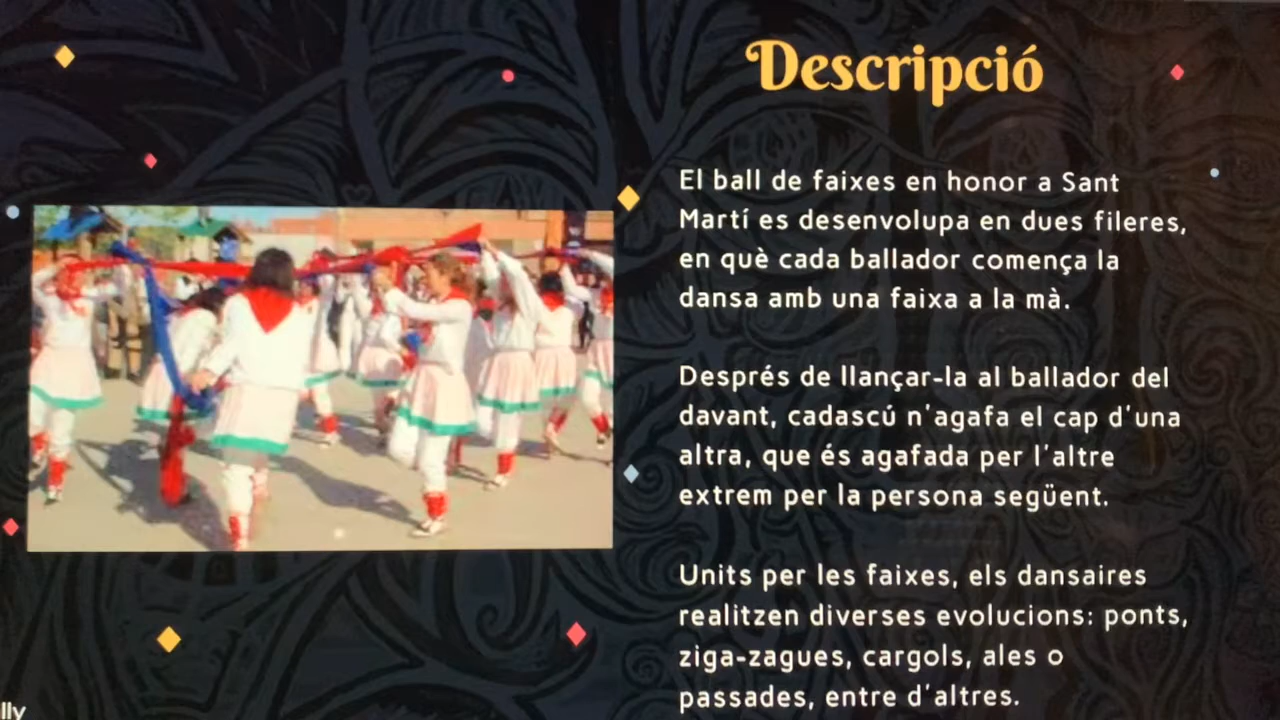 Descripció
El ball de faixes en honor a Sant
Martí es desenvolupa en dues fileres,
en què cada ballador comença la
dansa amb una faixa a la mà.
Després de llançar-la al ballador del
davant, cadascú n'agafa el cap d'una
altra, que és agafada per l'altre
extrem per la persona següent.
Units per les faixes, els dansaires
realitzen diverses evolucions: ponts,
ziga-zagues, cargols, ales o
passades, entre d'altres.
lly